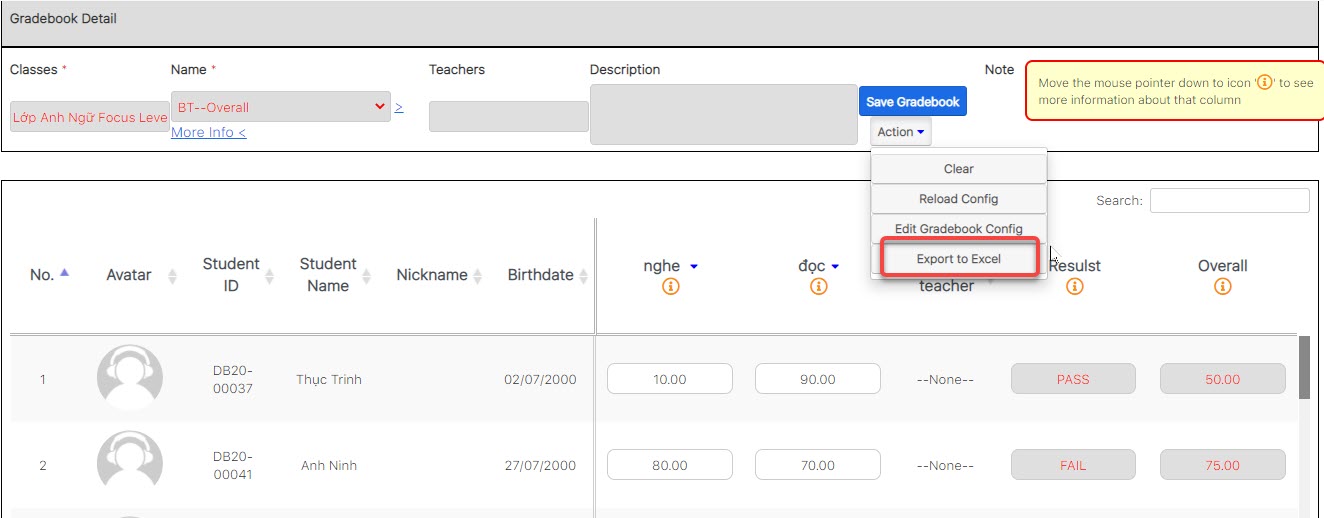 Gradebook Detail
Classes *
Name *
Teachers
Description
Note
Lớp Anh Ngữ Focus Leve
BT--Overall
>
More Info <
Save Gradebook
Action
Move the mouse pointer down to icon '' to see
more information about that column
Clear
Reload Config
Edit Gradebook Config
Export to Excel
Search:
No.
Avatar
Student
ID
Student
Name
Nickname
Birthdate
nghe
đọc
teacher
Resulst
Overall
1
DB20-
00037
Thục Trinh
02/07/2000
10.00
90.00
--None--
PASS
50.00
2
DB20-
00041
Anh Ninh
27/07/2000
80.00
70.00
--None--
FAIL
75.00